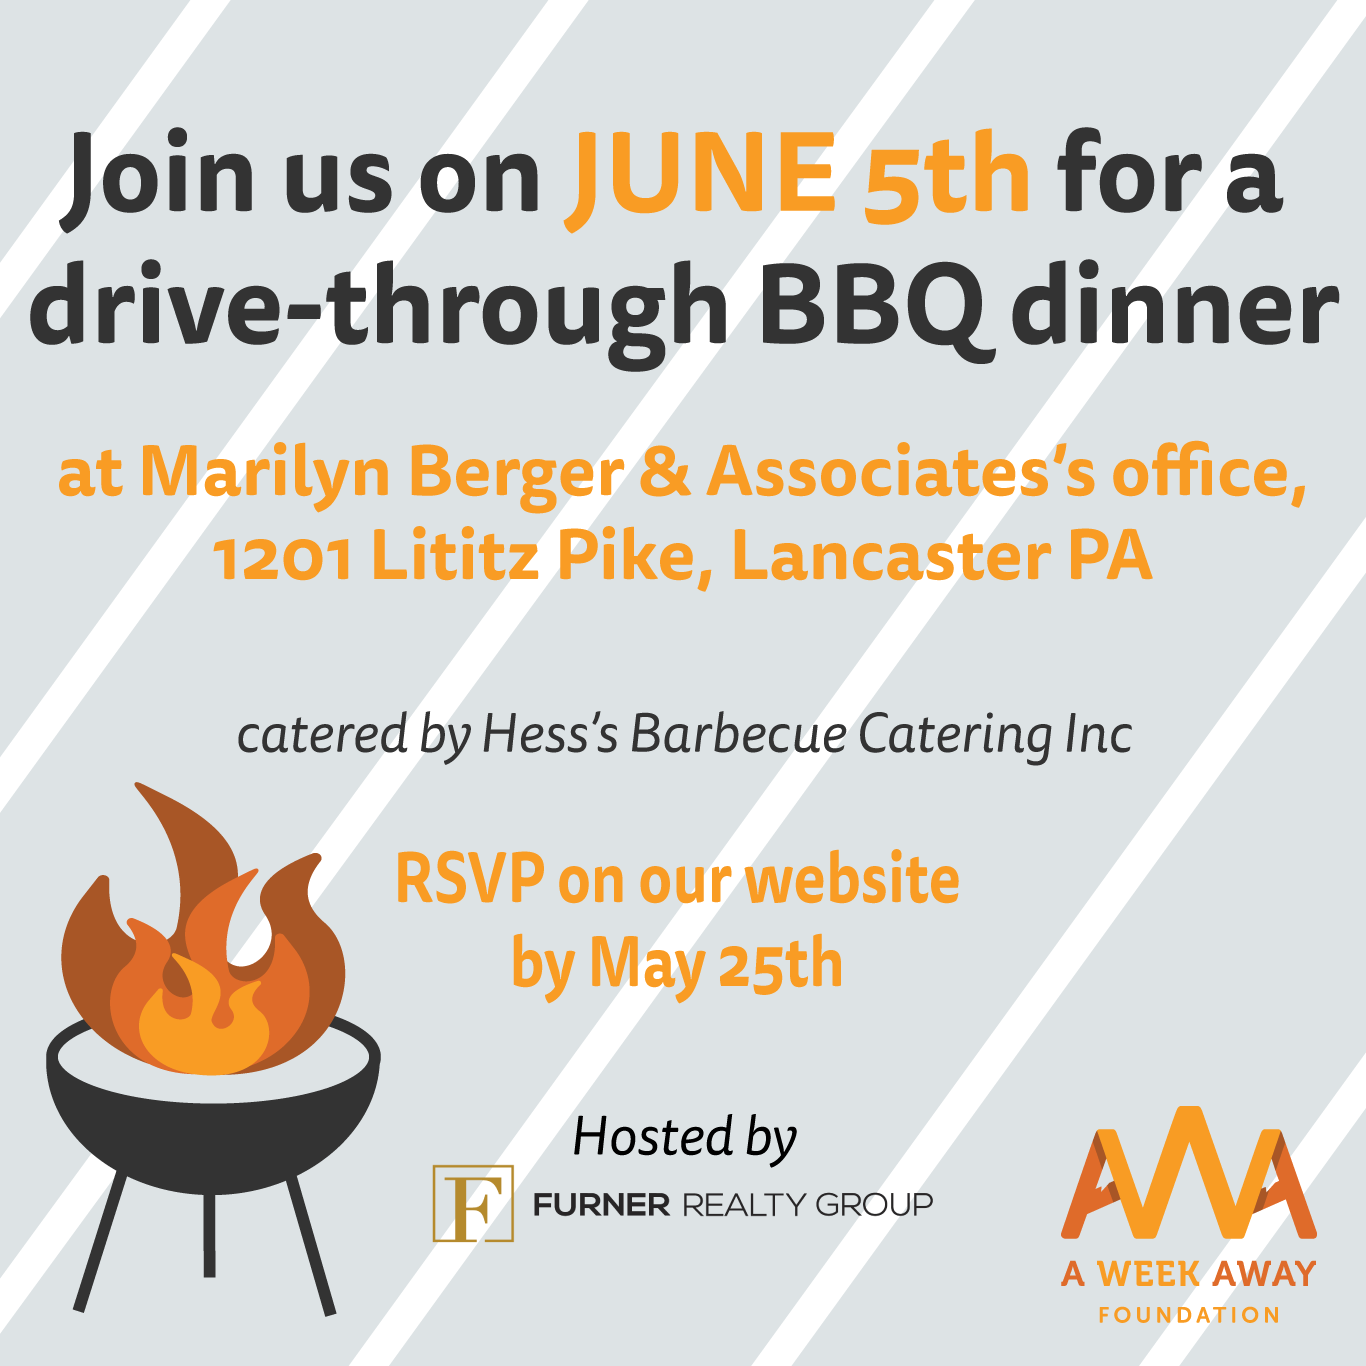 Join us on JUNE 5th for a
drive-through BBQ dinner
at Marilyn Berger & Associates’s office,
1201 Lititz Pike, Lancaster PA
catered by Hess’s Barbecue Catering Inc
RSVP on our website
by May 25th
Hosted by
F FURNER REALTY GROUP
AWA
A WEEK AWAY
FOUNDATION